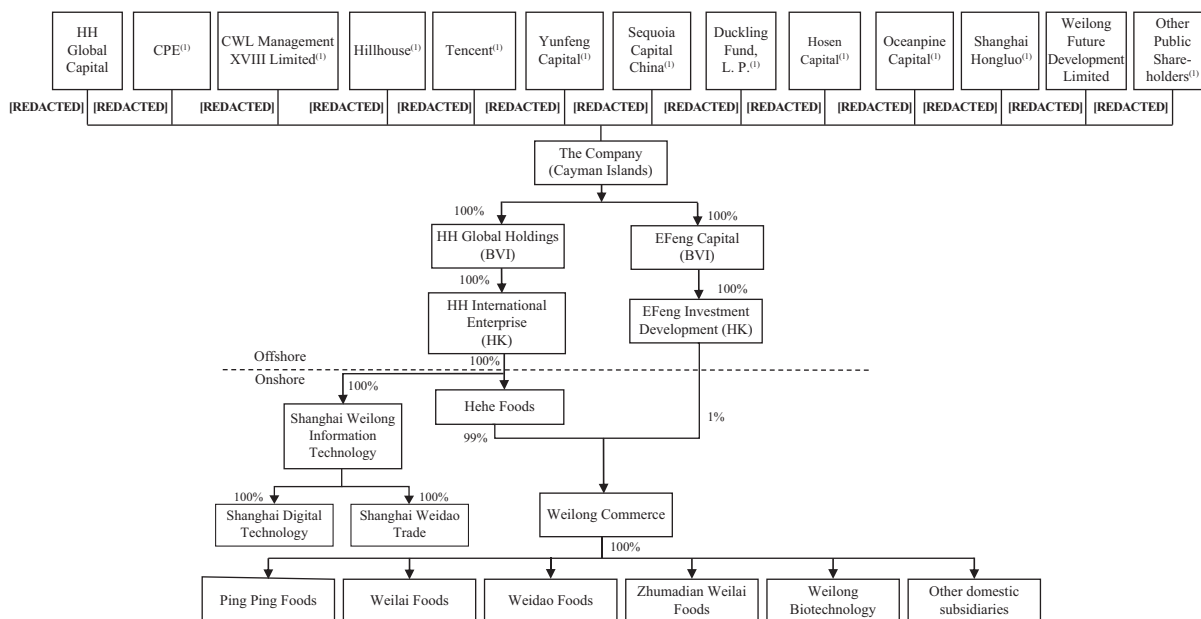 HH
Global
Capital
CPE(1)
CWL Management
XVIII Limited(1)
Hillhouse(1)
Tencent(1)
Yunfeng
Capital(1)
Sequoia
Capital
China(1)
Duckling
Fund,
L. P.(1)
Hosen
Capital(1)
Oceanpine
Capital(1)
Shanghai
Hongluo(1)
Weilong
Future
Development
Limited
Other
Public
Share-
holders(1)
[REDACTED]
[REDACTED]
[REDACTED]
[REDACTED]
[REDACTED]
[REDACTED]
[REDACTED]
[REDACTED]
[REDACTED]
[REDACTED]
[REDACTED]
[REDACTED]
[REDACTED]
The Company
(Cayman Islands)
100%
100%
HH Global Holdings
(BVI)
EFeng Capital
(BVI)
100%
100%
HH International
Enterprise
(HK)
EFeng Investment
Development (HK)
Offshore
100%
Onshore
100%
Hehe Foods
Shanghai Weilong
Information
Technology
99%
1%
100%
100%
Shanghai Digital
Technology
Shanghai Weidao
Trade
Weilong Commerce
100%
Ping Ping Foods
Weilai Foods
Weidao Foods
Zhumadian Weilai
Foods
Weilong
Biotechnology
Other domestic
subsidiaries